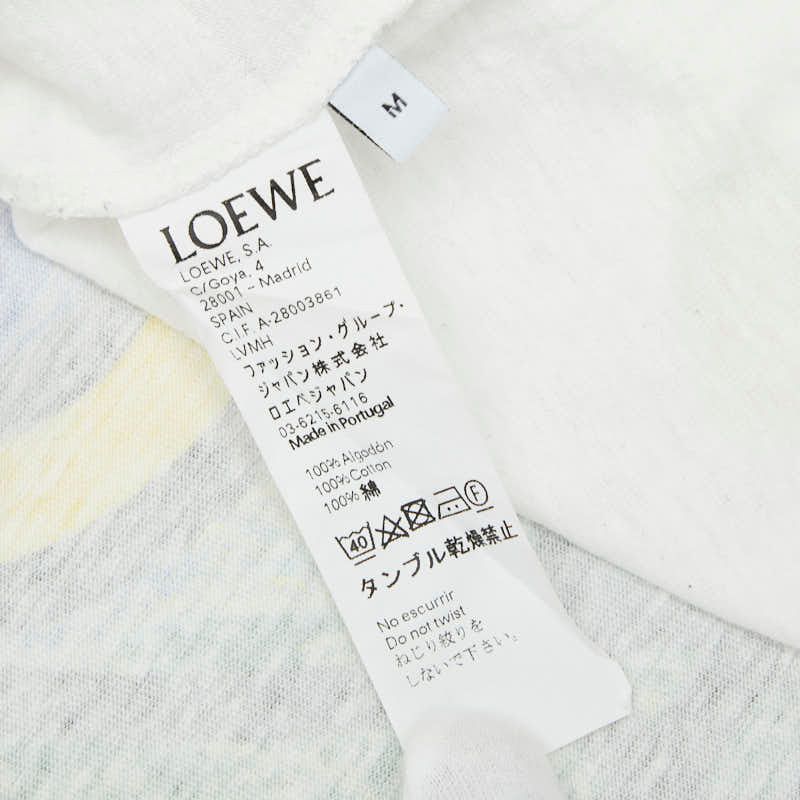 M
LOEWE
LOEWE, S.A.
C/Goya, 4
28001 - Madrid
SPAIN
C.I.F. A-28003861
LVMH
ファッション・グループ・
ジャパン株式会社
ロエベジャパン
03-6215-6116
Made in Portugal
100% Algodón
100% Cotton
100% 綿
40 F
タンブル乾燥禁止
No escurrir
Do not twist
ねじり絞りを
しないで下さい。